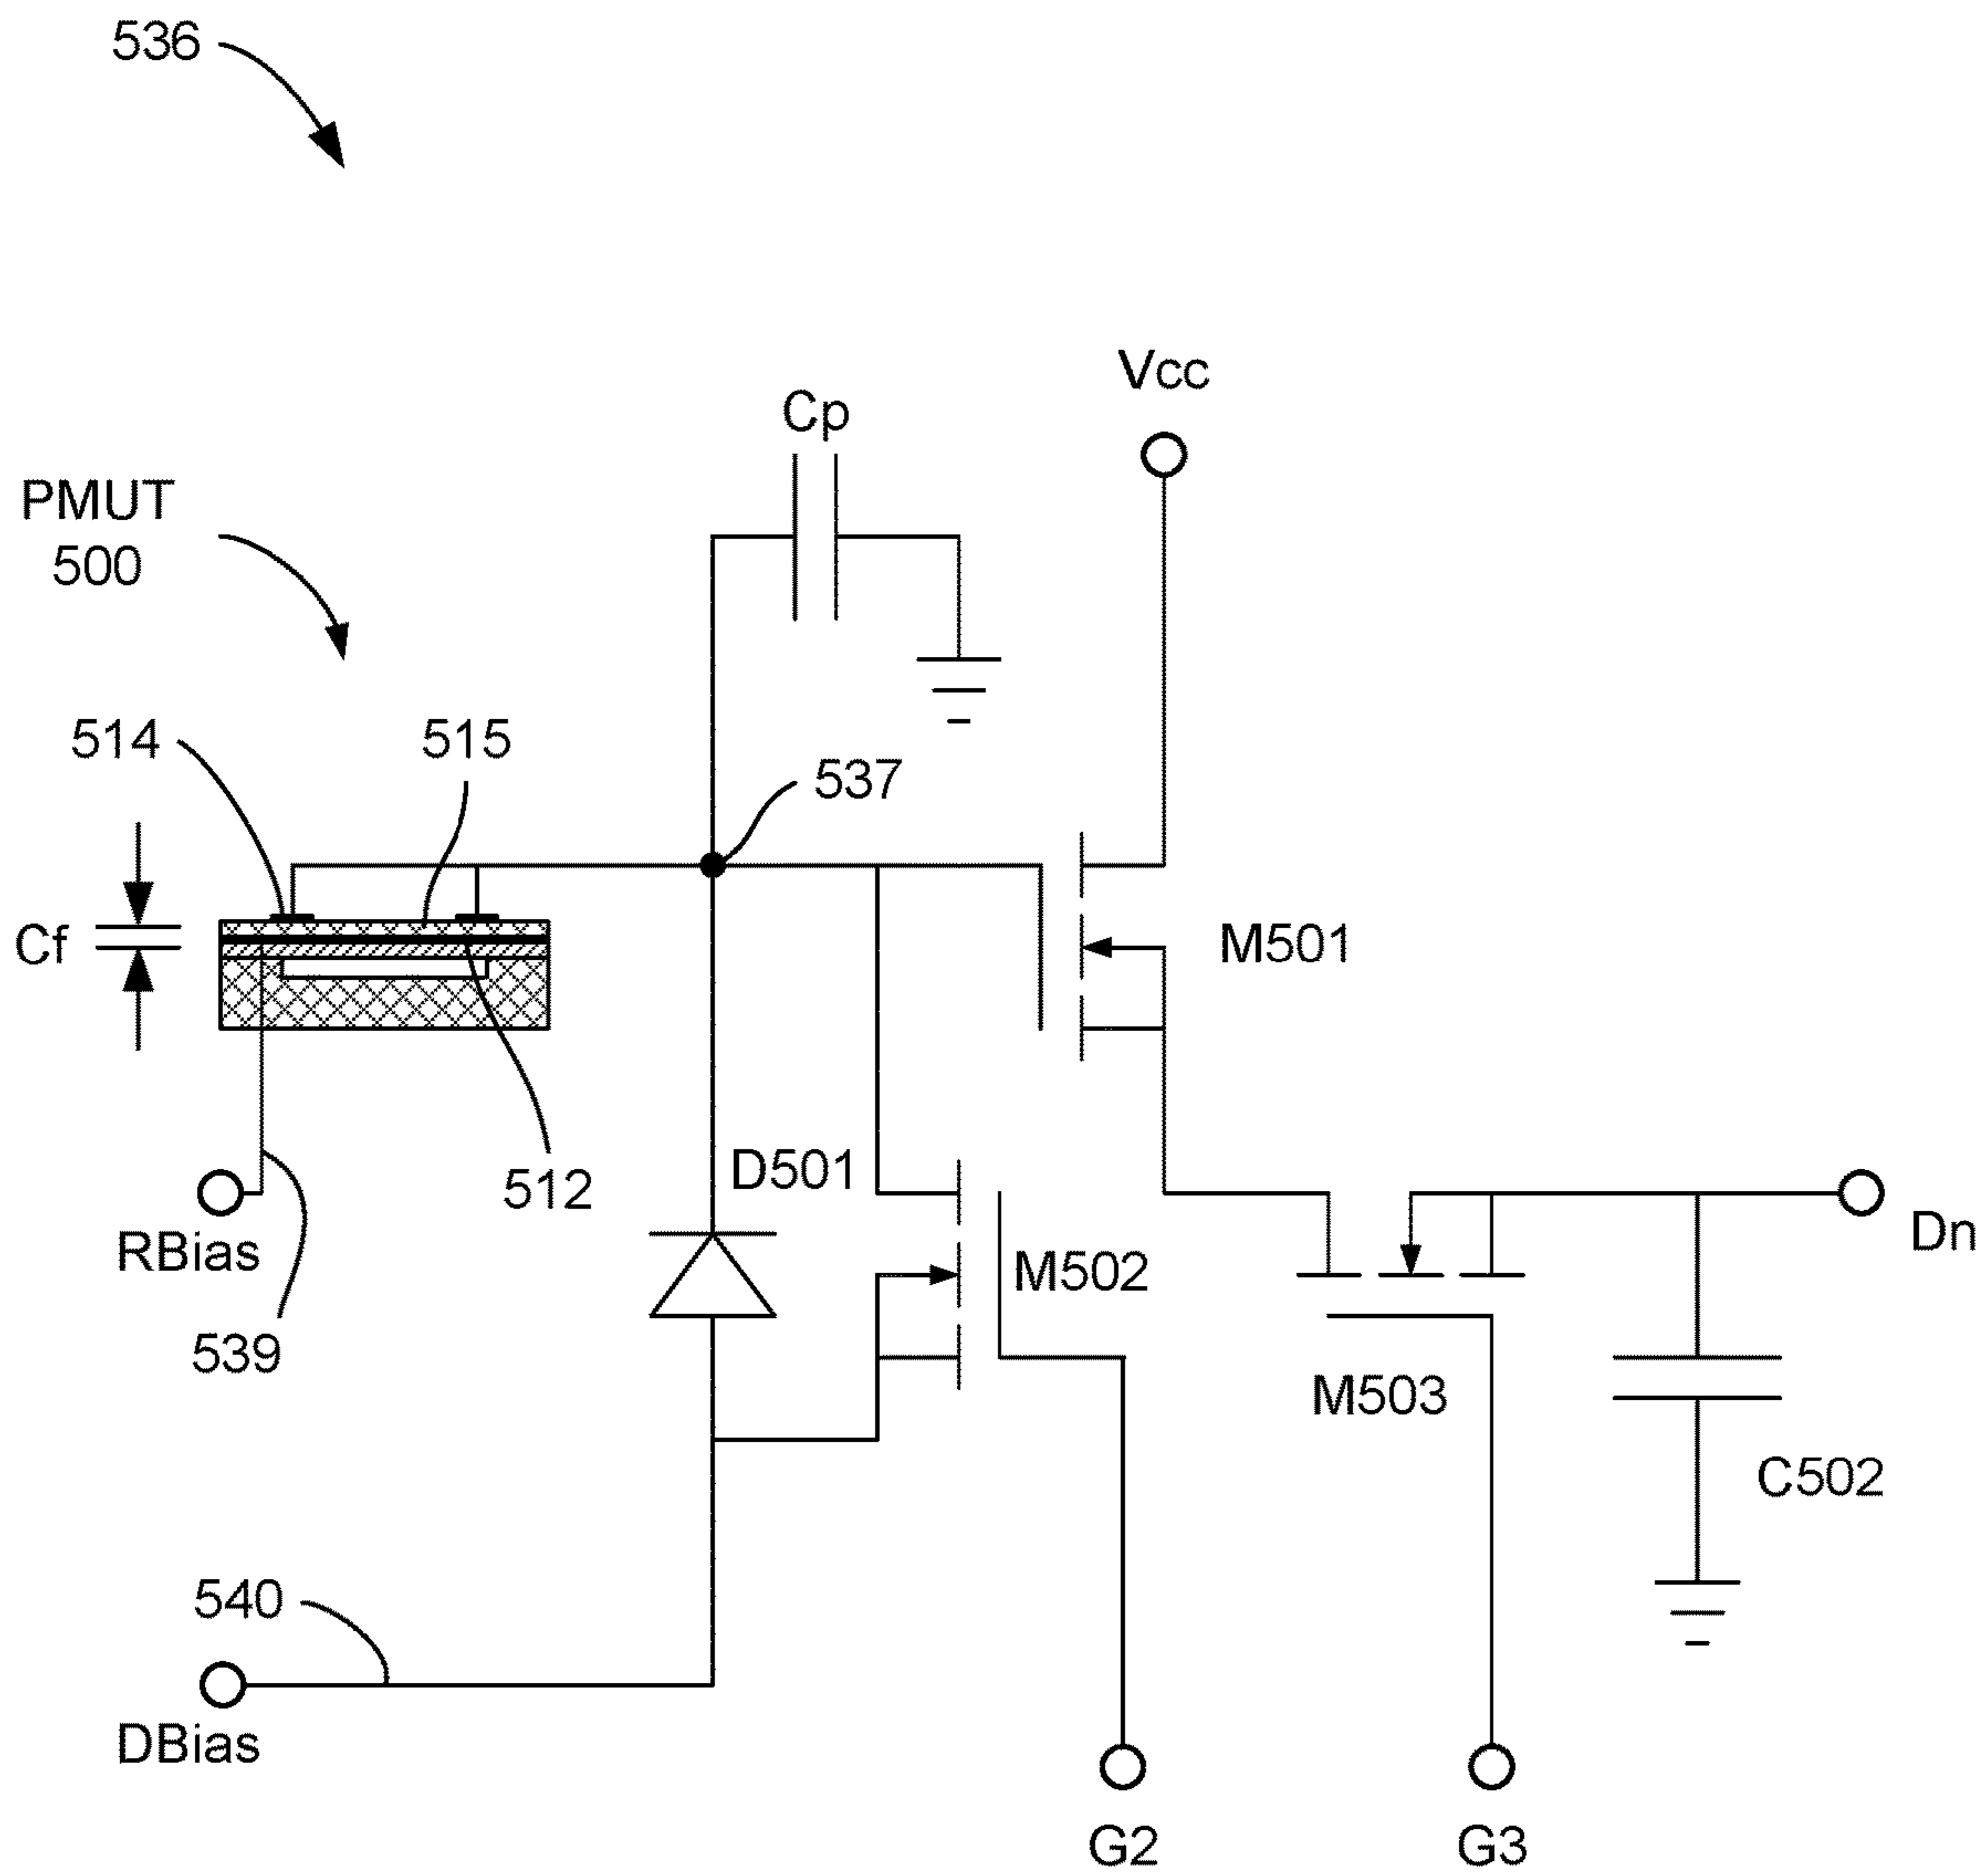 536
Vcc
Cp
PMUT
500
514
515
537
Cf
M501
D501
512
RBias
Dn
M502
539
M503
C502
540
DBias
G2
G3